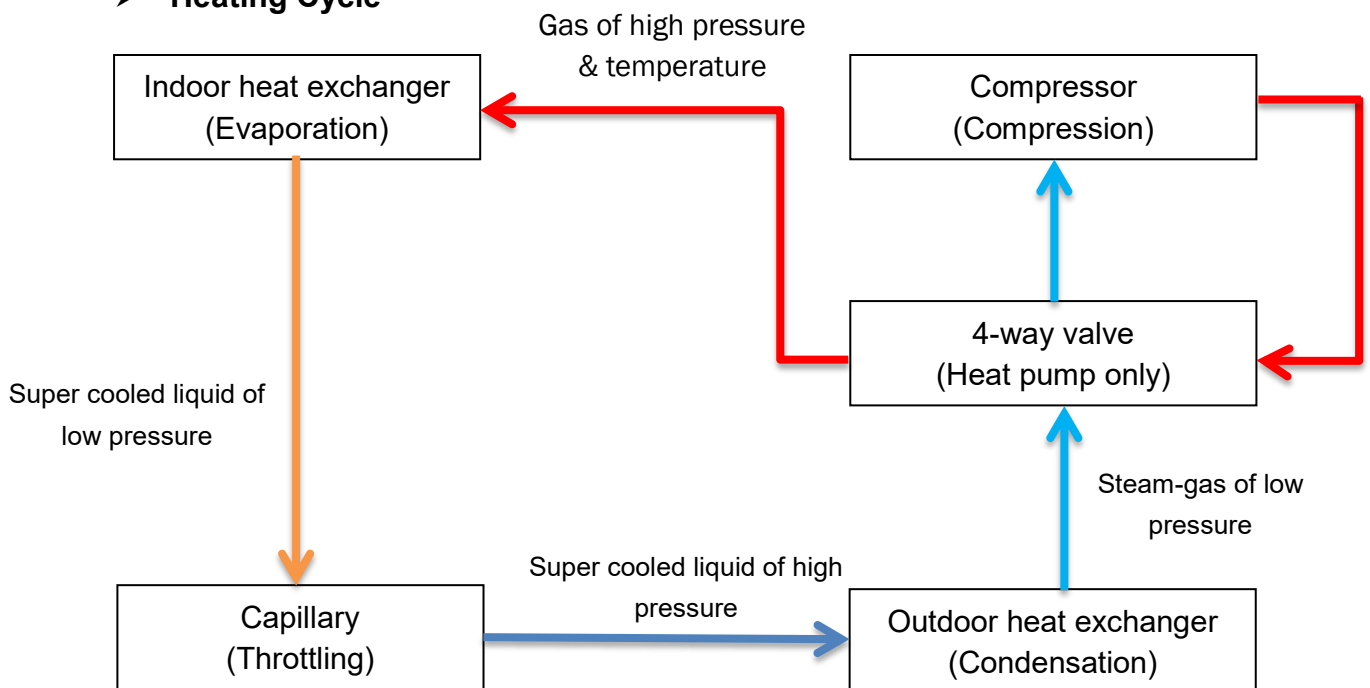 ➢ Heating Cycle
Gas of high pressure
& temperature
Indoor heat exchanger
(Evaporation)
Compressor
(Compression)
4-way valve
(Heat pump only)
Super cooled liquid of
low pressure
Steam-gas of low
pressure
Super cooled liquid of high
pressure
Capillary
(Throttling)
Outdoor heat exchanger
(Condensation)